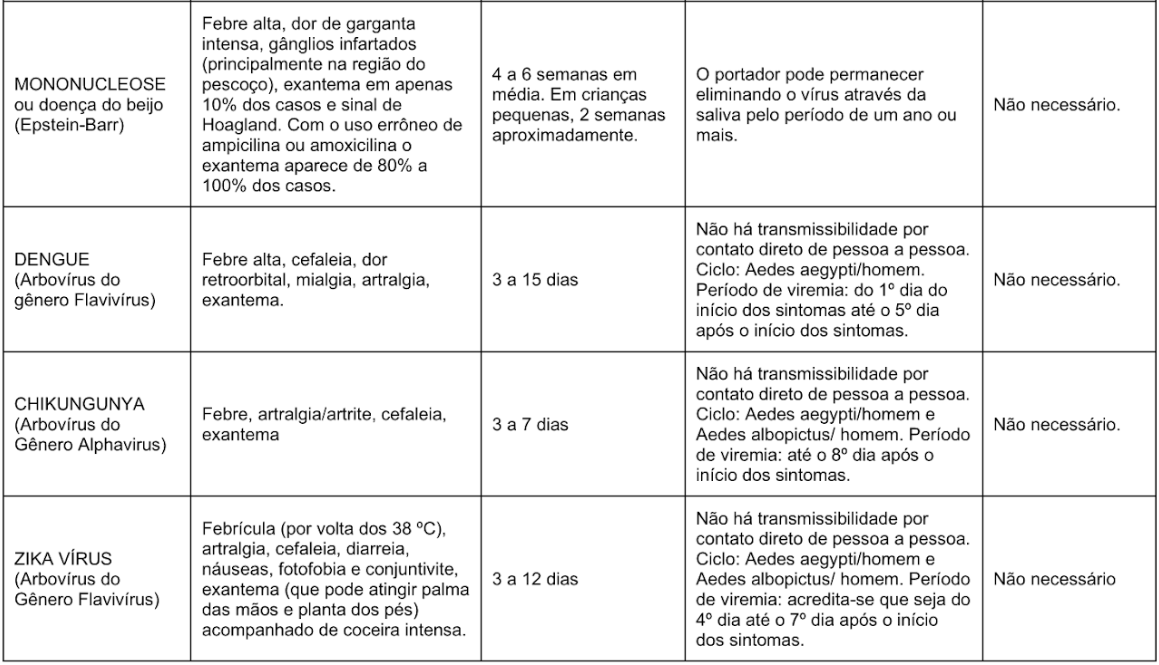 MONONUCLEOSE
ou doença do beijo
(Epstein-Barr)
Febre alta, dor de garganta
intensa, gânglios infartados
(principalmente na região do
pescoço), exantema em apenas
10% dos casos e sinal de
Hoagland. Com o uso errôneo de
ampicilina ou amoxicilina o
exantema aparece de 80% a
100% dos casos.
4 a 6 semanas em
média. Em crianças
pequenas, 2 semanas
aproximadamente.
O portador pode permanecer
eliminando o vírus através da
saliva pelo período de um ano ou
mais.
Não necessário.
DENGUE
(Arbovírus do
gênero Flavivírus)
Febre alta, cefaleia, dor
retroorbital, mialgia, artralgia,
exantema.
3 a 15 dias
Não há transmissibilidade por
contato direto de pessoa a pessoa.
Ciclo: Aedes aegypti/homem.
Período de viremia: do 1º dia do
início dos sintomas até o 5º dia
após o início dos sintomas.
Não necessário.
CHIKUNGUNYA
(Arbovírus do
Gênero Alphavirus)
Febre, artralgia/artrite, cefaleia,
exantema
3 a 7 dias
Não há transmissibilidade por
contato direto de pessoa a pessoa.
Ciclo: Aedes aegypti/homem e
Aedes albopictus/ homem. Período
de viremia: até o 8º dia após o
início dos sintomas.
Não necessário.
ZIKA VÍRUS
(Arbovírus do
Gênero Flavivírus)
Febrícula (por volta dos 38 ºC),
artralgia, cefaleia, diarreia,
náuseas, fotofobia e conjuntivite,
exantema (que pode atingir palma
das mãos e planta dos pés)
acompanhado de coceira intensa.
3 a 12 dias
Não há transmissibilidade por
contato direto de pessoa a pessoa.
Ciclo: Aedes aegypti/homem e
Aedes albopictus/ homem. Período
de viremia: acredita-se que seja do
4º dia até o 7º dia após o início
dos sintomas.
Não necessário